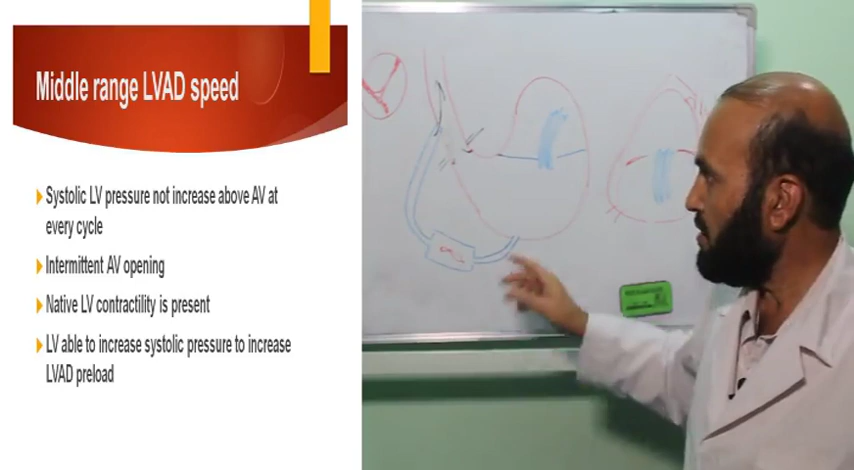 Middle range LVAD speed
Systolic LV pressure not increase above AV at
every cycle
Intermittent AV opening
Native LV contractility is present
LV able to increase systolic pressure to increase
LVAD preload